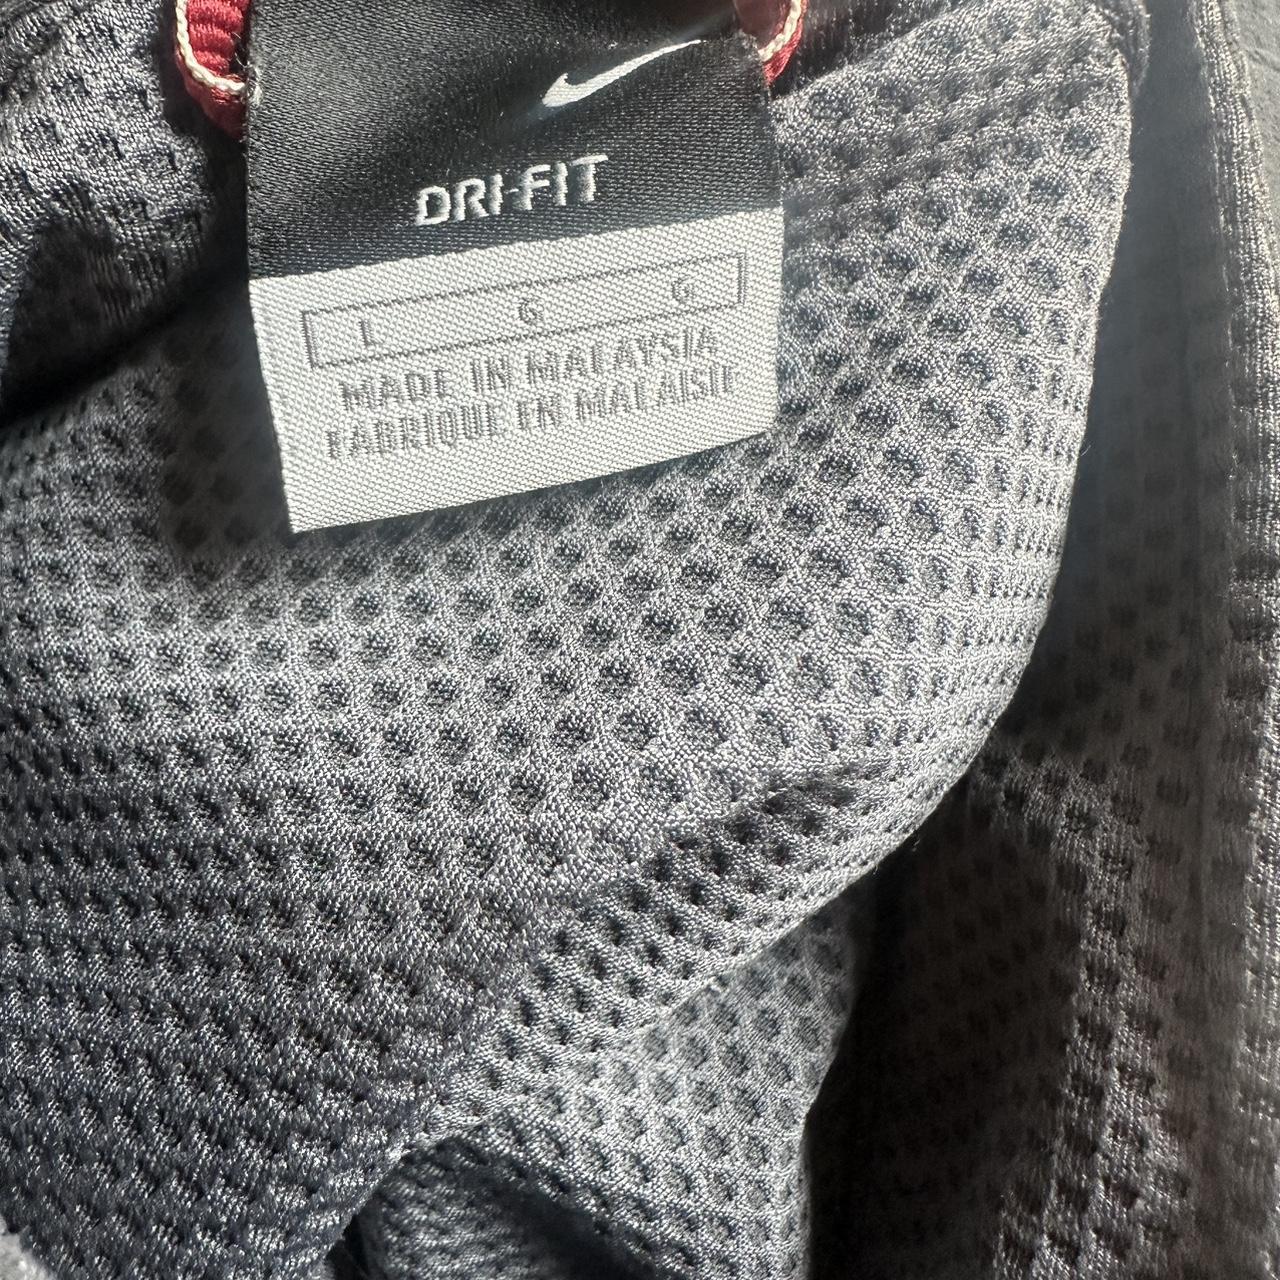 DRI-FIT
L G G
MADE IN MALAYSIA
FABRIQUE EN MALAISIE